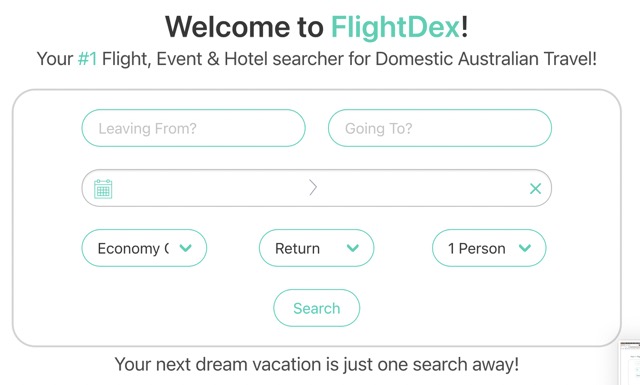 Welcome to FlightDex!
Your #1 Flight, Event & Hotel searcher for Domestic Australian Travel!
Leaving From? Going To?
Economy ( Return 1 Person
Search
Your next dream vacation is just one search away!